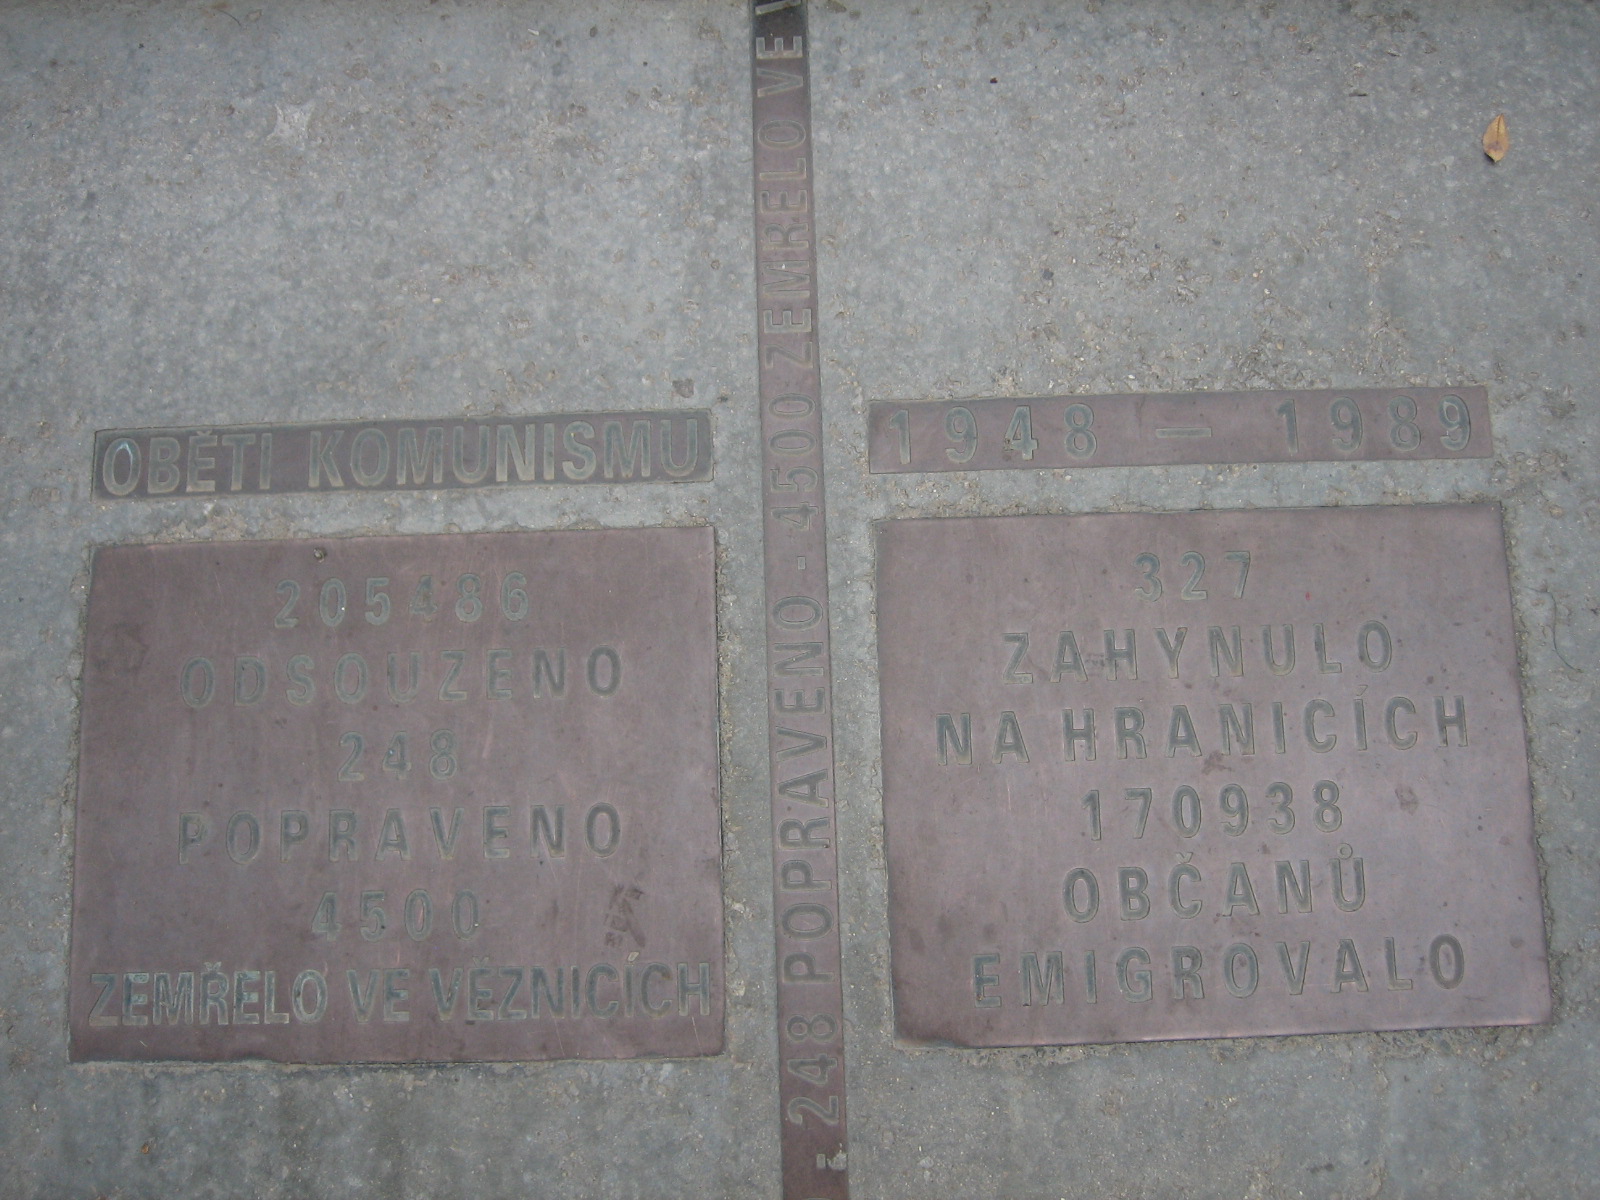 OBĚTI KOMUNISMU
205486
ODSOUZENO
248
POPRAVENO
4500
ZEMŘELO VE VĚZNICÍCH
248 POPRAVENO - 4500 ZEMŘELO VE
1948 — 1989
327
ZAHYNULO
NA HRANICÍCH
170938
OBČANŮ
EMIGROVALO